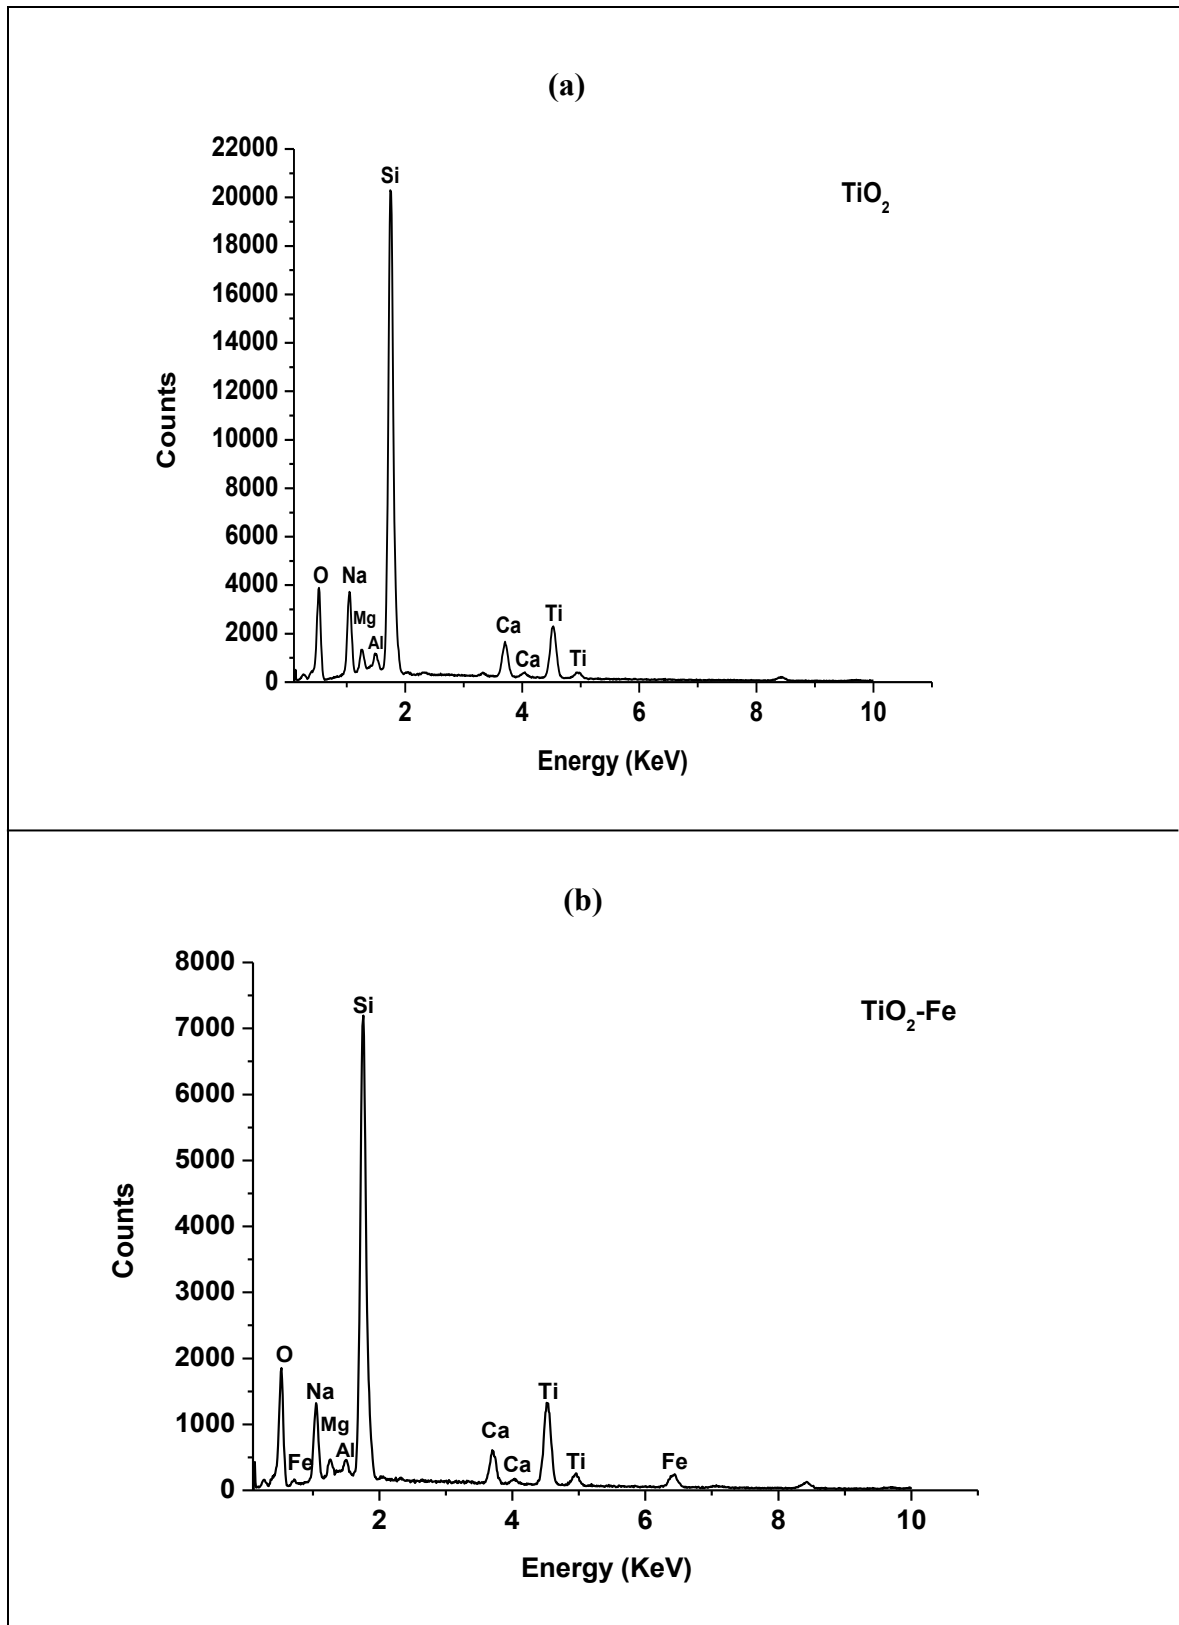 (a)
22000
20000
18000
16000
14000
12000
10000
8000
6000
4000
2000
0
Counts
Si
TiO2
O Na
Mg
Al
Ca
Ca
Ti
Ti
2 4 6 8 10
Energy (KeV)
(b)
8000
7000
6000
5000
4000
3000
2000
1000
0
Counts
Si
TiO2-Fe
O
Na
Fe
Mg
Al
Ca
Ca
Ti
Ti
Fe
2 4 6 8 10
Energy (KeV)